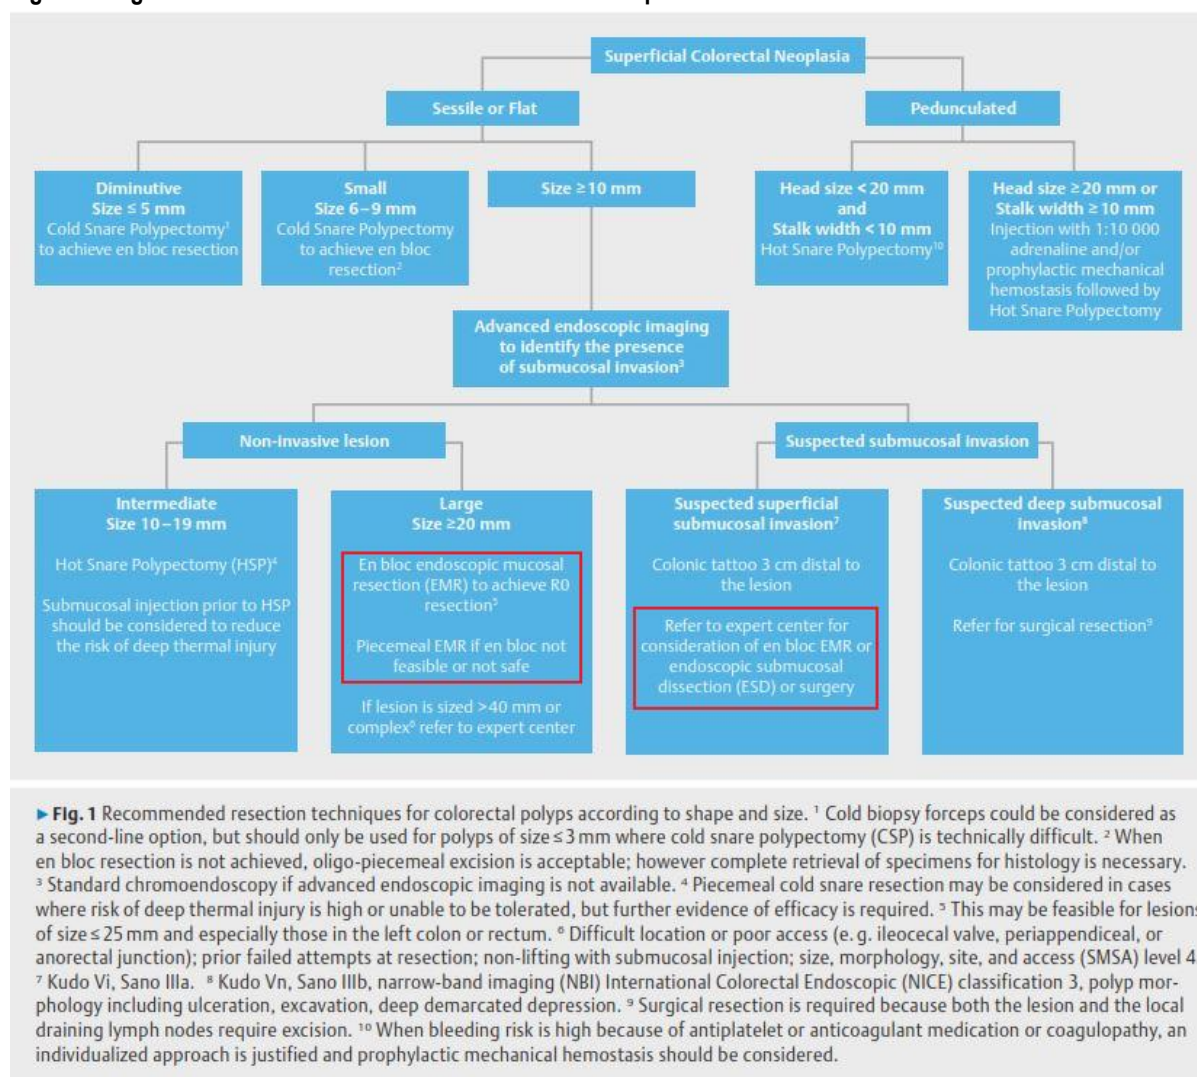 Superficial Colorectal Neoplasia
Sessile or Flat
Pedunculated
Diminutive
Size ≤ 5 mm
Cold Snare Polypectomy¹
to achieve en bloc resection
Small
Size 6–9 mm
Cold Snare Polypectomy
to achieve en bloc
resection²
Size ≥ 10 mm
Head size < 20 mm
and
Stalk width < 10 mm
Hot Snare Polypectomy¹⁰
Head size ≥ 20 mm or
Stalk width ≥ 10 mm
Injection with 1:10 000
adrenaline and/or
prophylactic mechanical
hemostasis followed by
Hot Snare Polypectomy
Advanced endoscopic imaging
to identify the presence
of submucosal invasion³
Non-invasive lesion
Suspected submucosal invasion
Intermediate
Size 10–19 mm
Hot Snare Polypectomy (HSP)⁴
Submucosal injection prior to HSP
should be considered to reduce
the risk of deep thermal injury
Large
Size ≥20 mm
En bloc endoscopic mucosal
resection (EMR) to achieve R0
resection⁵
Piecemeal EMR if en bloc not
feasible or not safe
If lesion is sized >40 mm or
complex⁶ refer to expert center
Suspected superficial
submucosal invasion⁷
Colonic tattoo 3 cm distal to
the lesion
Refer to expert center for
consideration of en bloc EMR or
endoscopic submucosal
dissection (ESD) or surgery
Suspected deep submucosal
invasion⁸
Colonic tattoo 3 cm distal to
the lesion
Refer for surgical resection⁹
►Fig. 1 Recommended resection techniques for colorectal polyps according to shape and size. ¹ Cold biopsy forceps could be considered as
a second-line option, but should only be used for polyps of size ≤ 3 mm where cold snare polypectomy (CSP) is technically difficult. ² When
en bloc resection is not achieved, oligo-piecemeal excision is acceptable; however complete retrieval of specimens for histology is necessary.
³ Standard chromoendoscopy if advanced endoscopic imaging is not available. ⁴ Piecemeal cold snare resection may be considered in cases
where risk of deep thermal injury is high or unable to be tolerated, but further evidence of efficacy is required. ⁵ This may be feasible for lesions
of size ≤ 25 mm and especially those in the left colon or rectum. ⁶ Difficult location or poor access (e. g. ileocecal valve, periappendiceal, or
anorectal junction); prior failed attempts at resection; non-lifting with submucosal injection; size, morphology, site, and access (SMSA) level 4.
⁷ Kudo Vi, Sano IIIa. ⁸ Kudo Vn, Sano IIIb, narrow-band imaging (NBI) International Colorectal Endoscopic (NICE) classification 3, polyp mor-
phology including ulceration, excavation, deep demarcated depression. ⁹ Surgical resection is required because both the lesion and the local
draining lymph nodes require excision. ¹⁰ When bleeding risk is high because of antiplatelet or anticoagulant medication or coagulopathy, an
individualized approach is justified and prophylactic mechanical hemostasis should be considered.